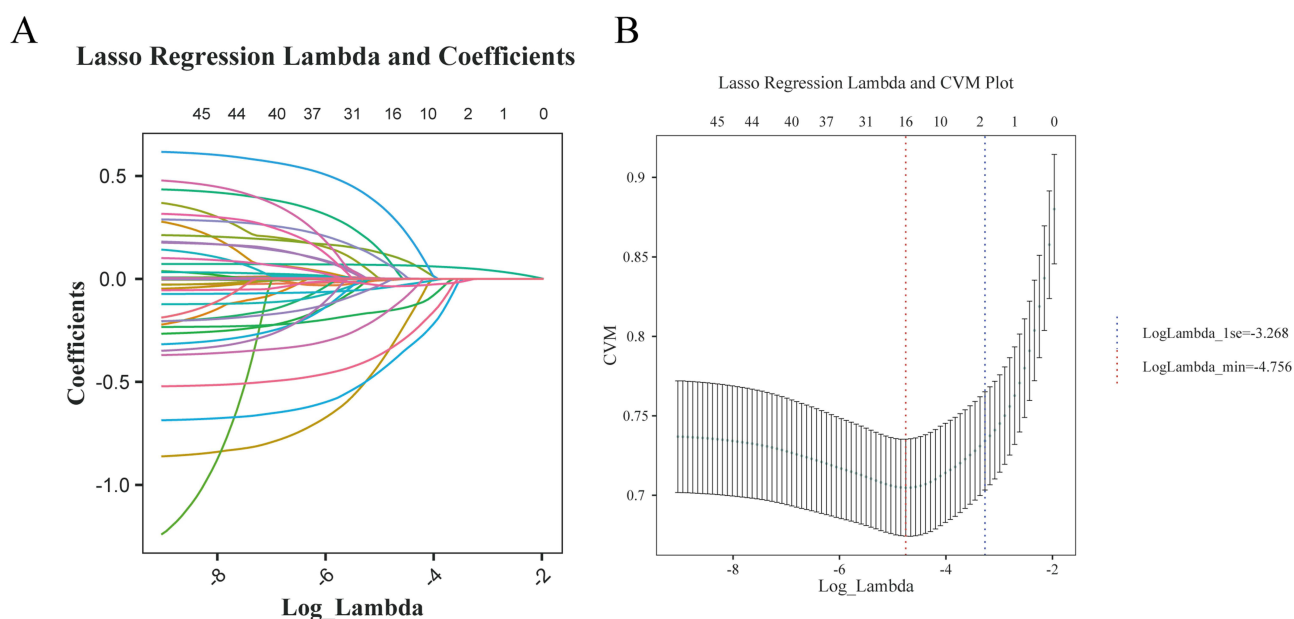 A
Lasso Regression Lambda and Coefficients
45 44 40 37 31 16 10 2 1 0
0.5
0.0
-0.5
-1.0
Coefficients
-8 -6 -4 -2
Log_Lambda
B
Lasso Regression Lambda and CVM Plot
45 44 40 37 31 16 10 2 1 0
0.9
0.85
0.8
0.75
0.7
CVM
-8 -6 -4 -2
Log_Lambda
LogLambda_1se=-3.268
LogLambda_min=-4.756